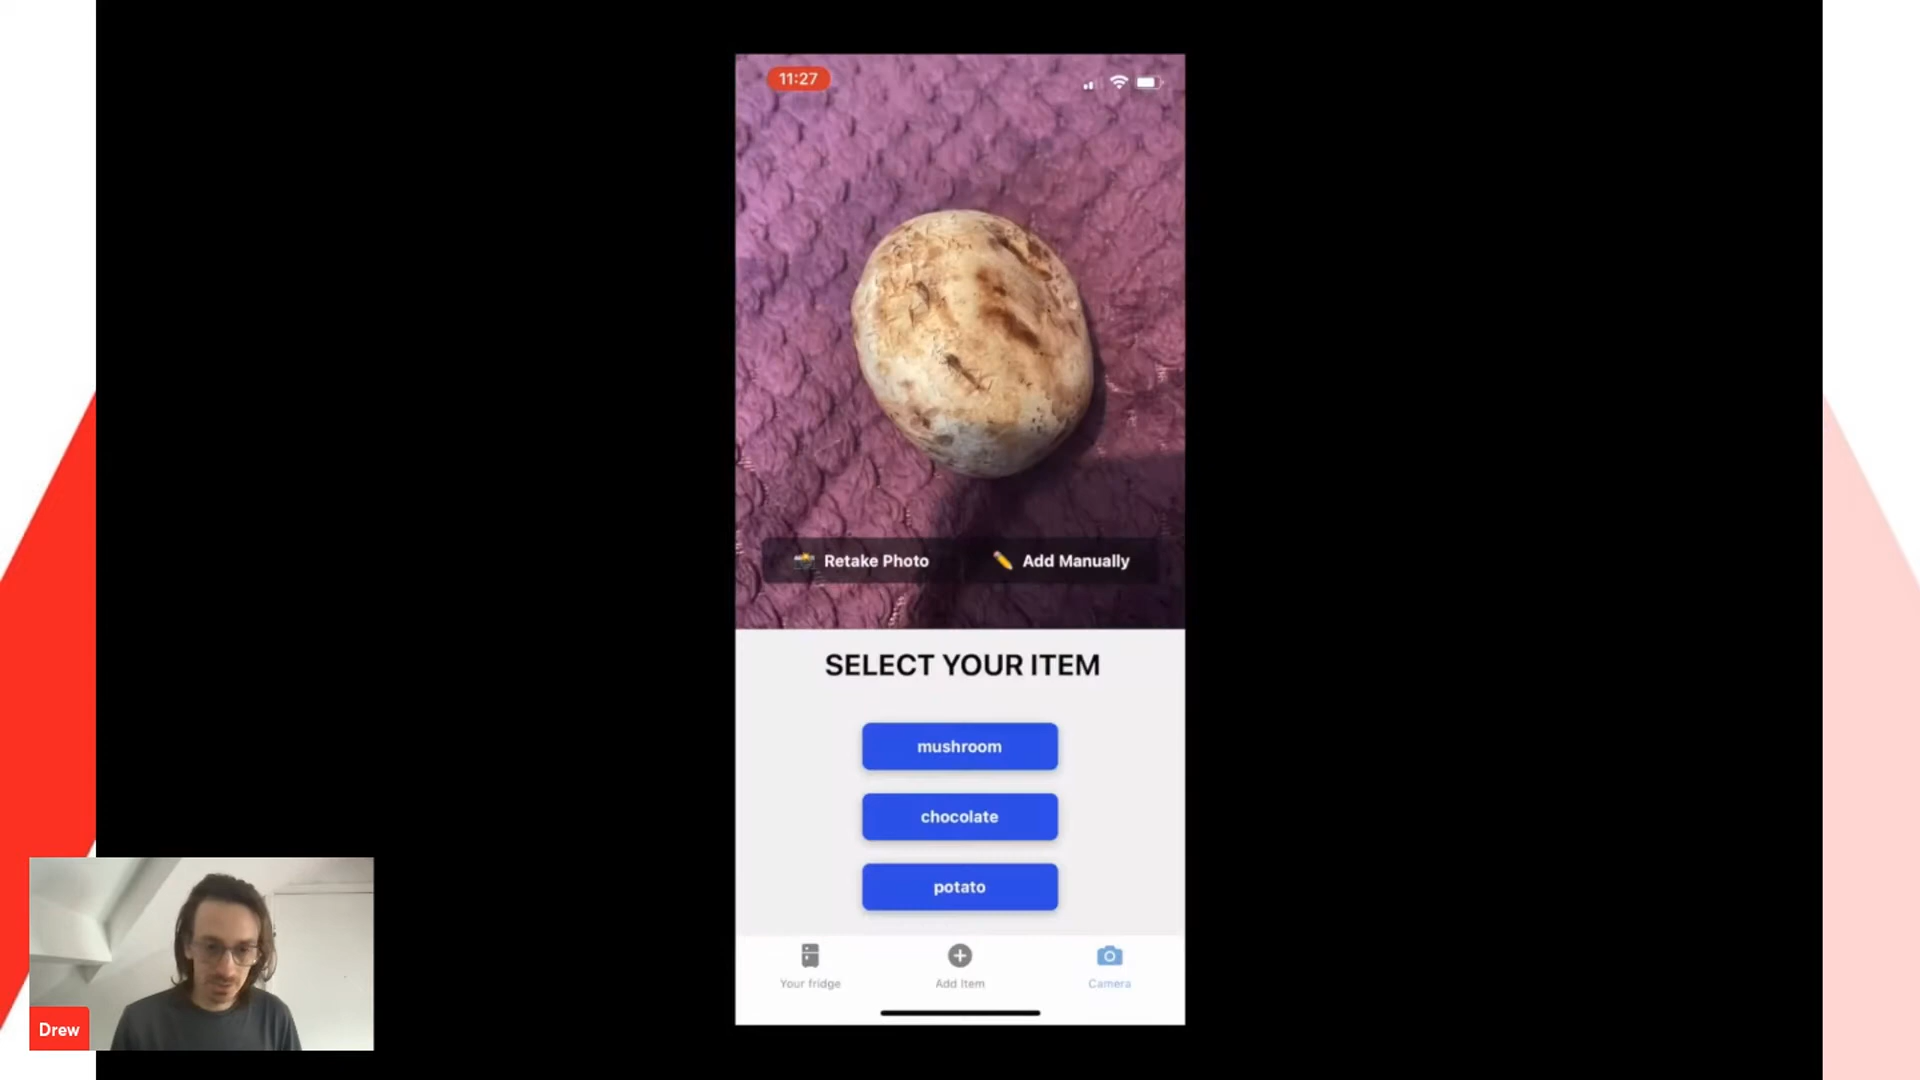 11:27
Retake Photo
Add Manually
SELECT YOUR ITEM
mushroom
chocolate
potato
Your fridge
Add Item
Camera
Drew